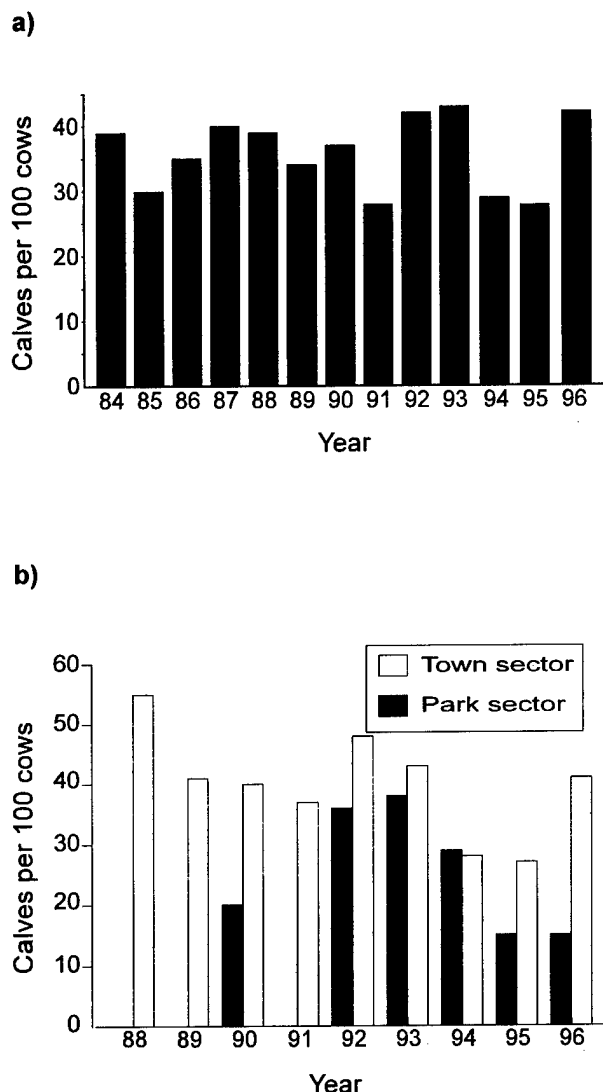 a)
Calves per 100 cows
40
30
20
10
0
84 85 86 87 88 89 90 91 92 93 94 95 96
Year
b)
Calves per 100 cows
60
50
40
30
20
10
0
Town sector
Park sector
88 89 90 91 92 93 94 95 96
Year